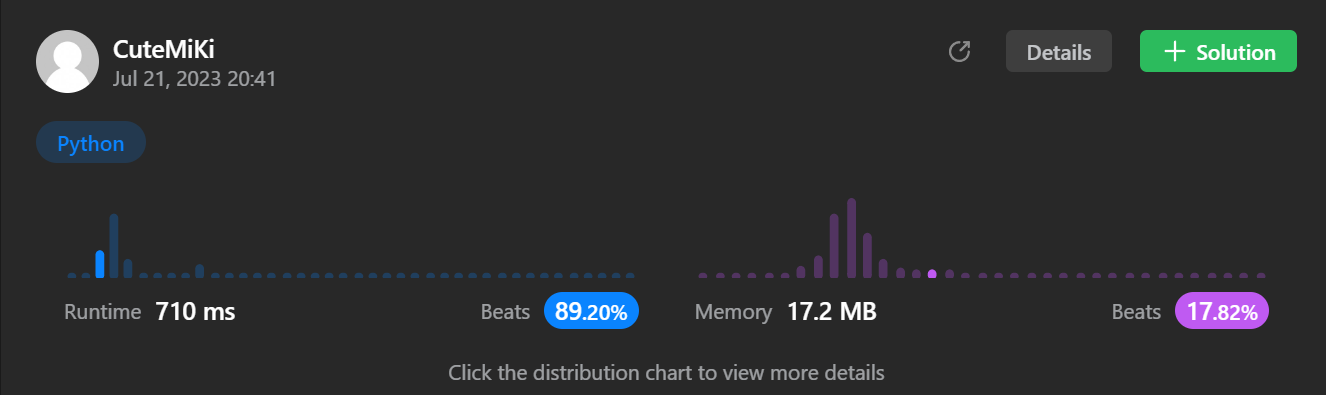 CuteMiKi
Jul 21, 2023 20:41
Details
+ Solution
Python
Runtime 710 ms Beats 89.20%
Memory 17.2 MB Beats 17.82%
Click the distribution chart to view more details